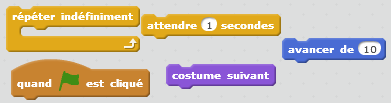 répéter indéfiniment
attendre 1 secondes
avancer de 10
quand est cliqué
costume suivant